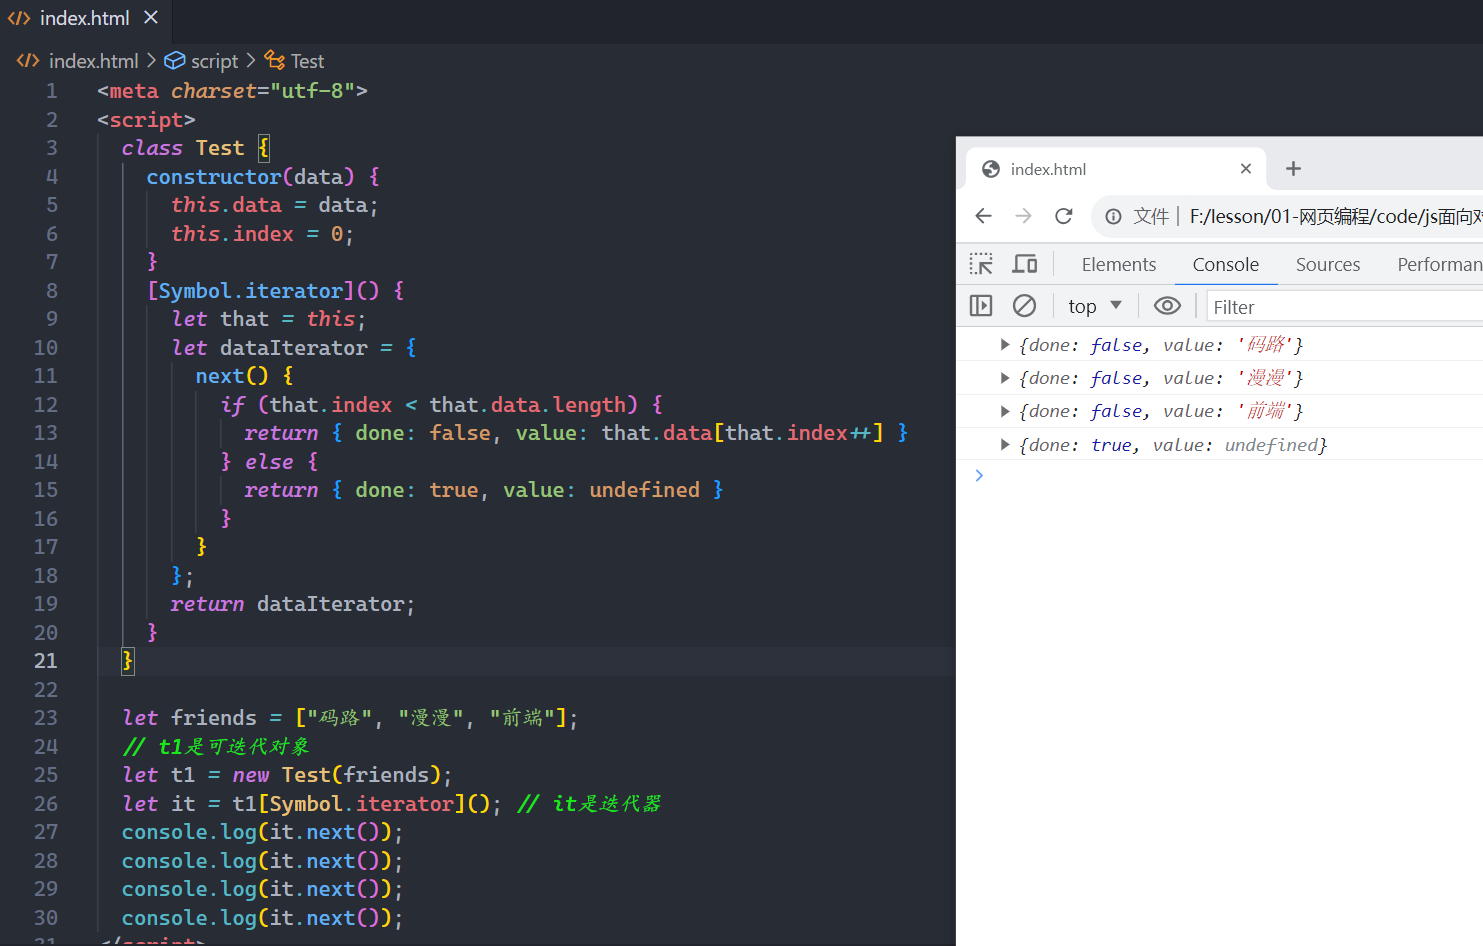 index.html
index.html > script > Test
1 <meta charset="utf-8">
2 <script>
3 class Test {
4 constructor(data) {
5 this.data = data;
6 this.index = 0;
7 }
8 [Symbol.iterator]() {
9 let that = this;
10 let dataIterator = {
11 next() {
12 if (that.index < that.data.length) {
13 return { done: false, value: that.data[that.index++] }
14 } else {
15 return { done: true, value: undefined }
16 }
17 }
18 };
19 return dataIterator;
20 }
21 }
22
23 let friends = ["码路", "漫漫", "前端"];
24 // t1是可迭代对象
25 let t1 = new Test(friends);
26 let it = t1[Symbol.iterator](); // it是迭代器
27 console.log(it.next());
28 console.log(it.next());
29 console.log(it.next());
30 console.log(it.next());
31 </script>
index.html
文件 | F:/lesson/01-网页编程/code/js面向对
Elements Console Sources Performan
top Filter
{done: false, value: '码路'}
{done: false, value: '漫漫'}
{done: false, value: '前端'}
{done: true, value: undefined}